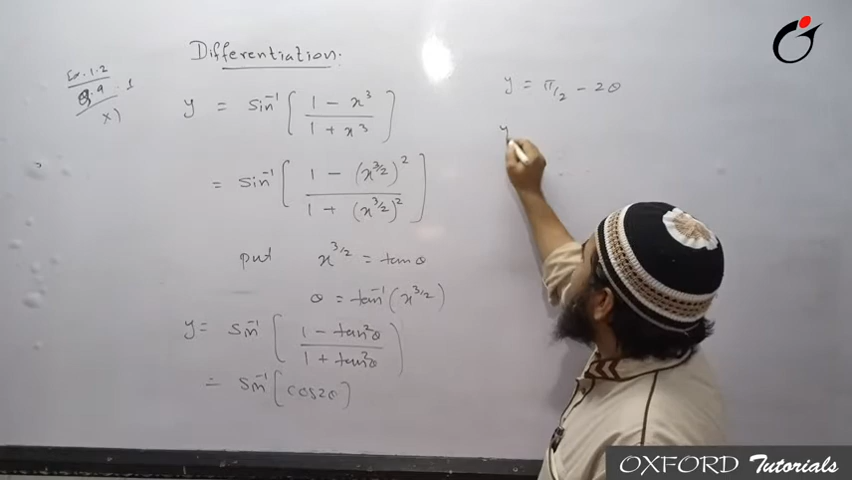 Differentiation.
Ex. 1.2
Q.9.1
x)
y = sin⁻¹ [ (1 - x³) / (1 + x³) ]
= sin⁻¹ [ (1 - (x^3/2)²) / (1 + (x^3/2)²) ]
put x^3/2 = tanθ
θ = tan⁻¹ (x^3/2)
y = sin⁻¹ [ (1 - tan²θ) / (1 + tan²θ) ]
= sin⁻¹ [cos2θ]
y = π/2 - 2θ
y
OXFORD Tutorials